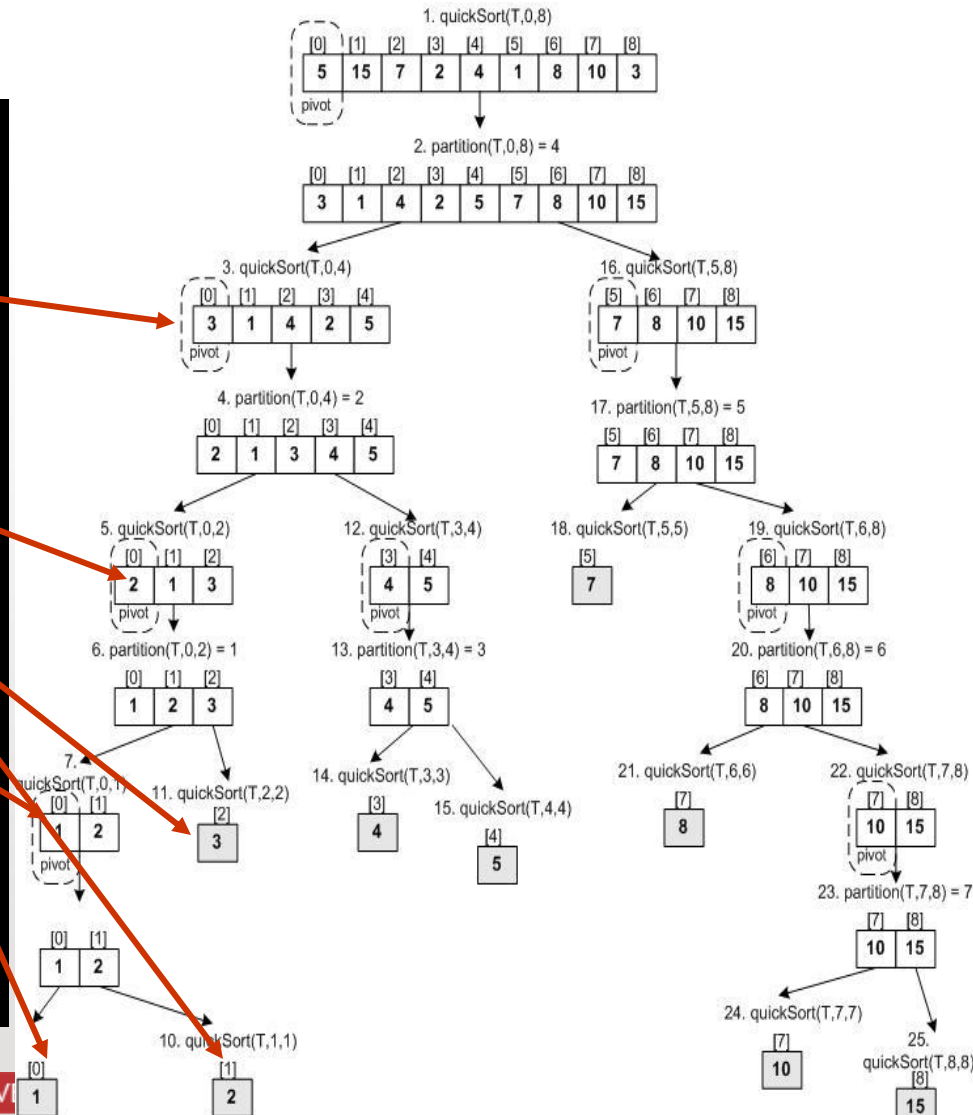 1. quickSort(T,0,8)
[0] [1] [2] [3] [4] [5] [6] [7] [8]
5 15 7 2 4 1 8 10 3
pivot
2. partition(T,0,8) = 4
[0] [1] [2] [3] [4] [5] [6] [7] [8]
3 1 4 2 5 7 8 10 15
3. quickSort(T,0,4)
[0] [1] [2] [3] [4]
3 1 4 2 5
pivot
4. partition(T,0,4) = 2
[0] [1] [2] [3] [4]
2 1 3 4 5
5. quickSort(T,0,2)
[0] [1] [2]
2 1 3
pivot
6. partition(T,0,2) = 1
[0] [1] [2]
1 2 3
7.
quickSort(T,0,1)
[0] [1]
1 2
pivot
[0] [1]
1 2
[0]
1
10. quickSort(T,1,1)
[1]
2
11. quickSort(T,2,2)
[2]
3
12. quickSort(T,3,4)
[3] [4]
4 5
pivot
13. partition(T,3,4) = 3
[3] [4]
4 5
14. quickSort(T,3,3)
[3]
4
15. quickSort(T,4,4)
[4]
5
16. quickSort(T,5,8)
[5] [6] [7] [8]
7 8 10 15
pivot
17. partition(T,5,8) = 5
[5] [6] [7] [8]
7 8 10 15
18. quickSort(T,5,5)
[5]
7
19. quickSort(T,6,8)
[6] [7] [8]
8 10 15
pivot
20. partition(T,6,8) = 6
[6] [7] [8]
8 10 15
21. quickSort(T,6,6)
[7]
8
22. quickSort(T,7,8)
[7] [8]
10 15
pivot
23. partition(T,7,8) = 7
[7] [8]
10 15
24. quickSort(T,7,7)
[7]
10
25.
quickSort(T,8,8)
[8]
15